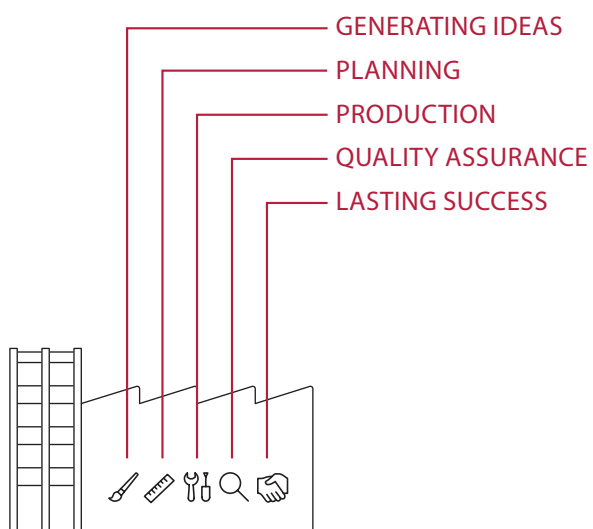 GENERATING IDEAS
PLANNING
PRODUCTION
QUALITY ASSURANCE
LASTING SUCCESS